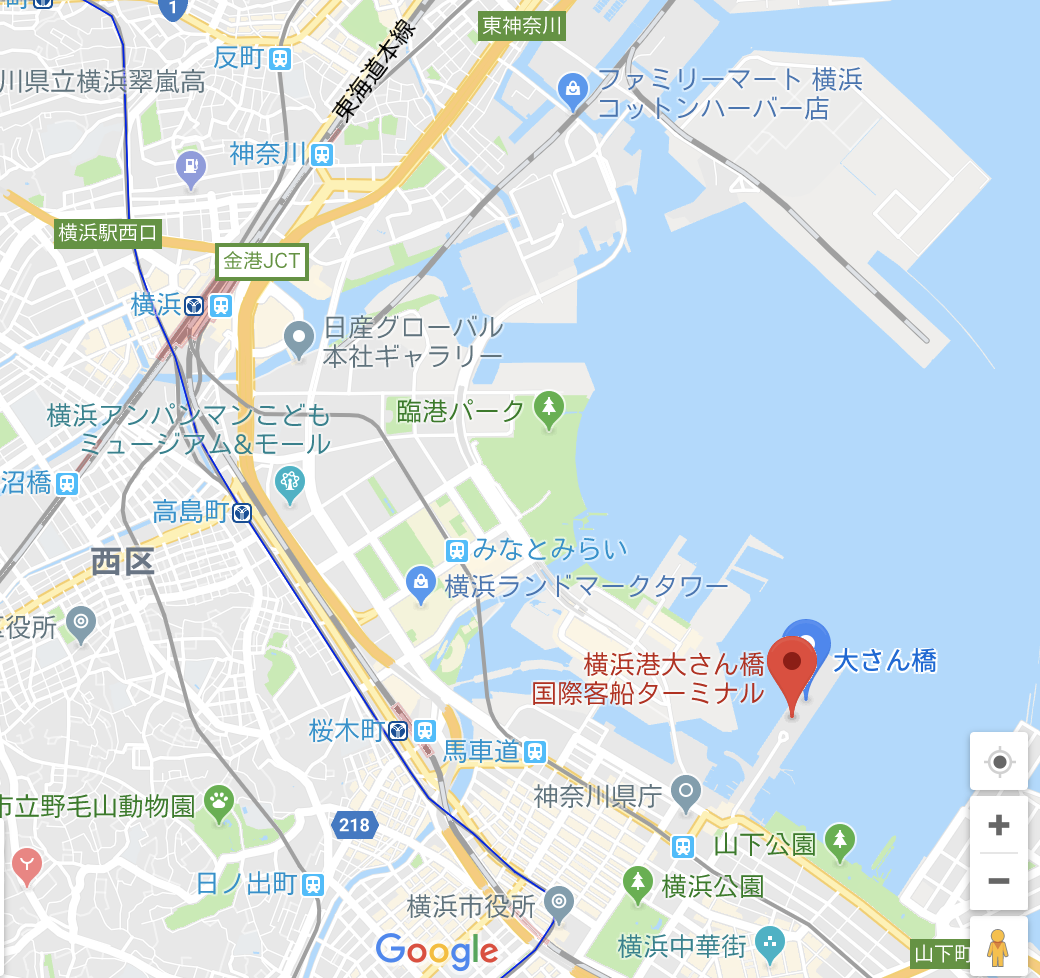 1
東神奈川
東海道本線
反町
川県立横浜翠嵐高
ファミリーマート 横浜
コットンハーバー店
神奈川
横浜駅西口
金港JCT
横浜
日産グローバル
本社ギャラリー
横浜アンパンマンこども
ミュージアム&モール
臨港パーク
沼橋
高島町
西区
みなとみらい
横浜ランドマークタワー
区役所
横浜港大さん橋
国際客船ターミナル
大さん橋
桜木町
馬車道
神奈川県庁
市立野毛山動物園
218
山下公園
日ノ出町
横浜公園
横浜市役所
横浜中華街
Google
山下町